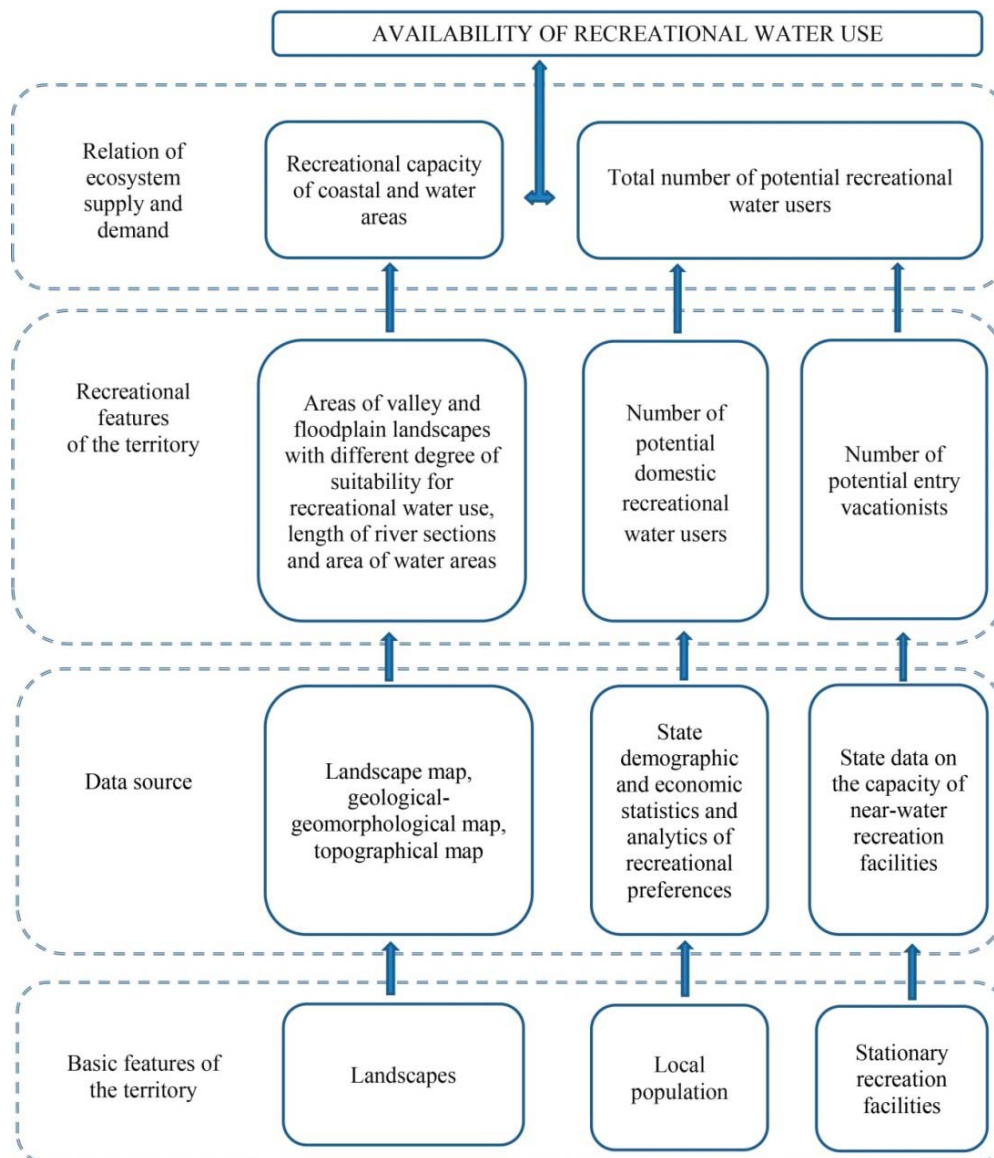 AVAILABILITY OF RECREATIONAL WATER USE
Relation of
ecosystem
supply and
demand
Recreational capacity
of coastal and water
areas
Total number of potential recreational
water users
Recreational
features
of the territory
Areas of valley and
floodplain landscapes
with different degree of
suitability for
recreational water use,
length of river sections
and area of water areas
Number of
potential
domestic
recreational
water users
Number of
potential entry
vacationists
Data source
Landscape map,
geological-
geomorphological map,
topographical map
State
demographic
and economic
statistics and
analytics of
recreational
preferences
State data on
the capacity of
near-water
recreation
facilities
Basic features of
the territory
Landscapes
Local
population
Stationary
recreation
facilities